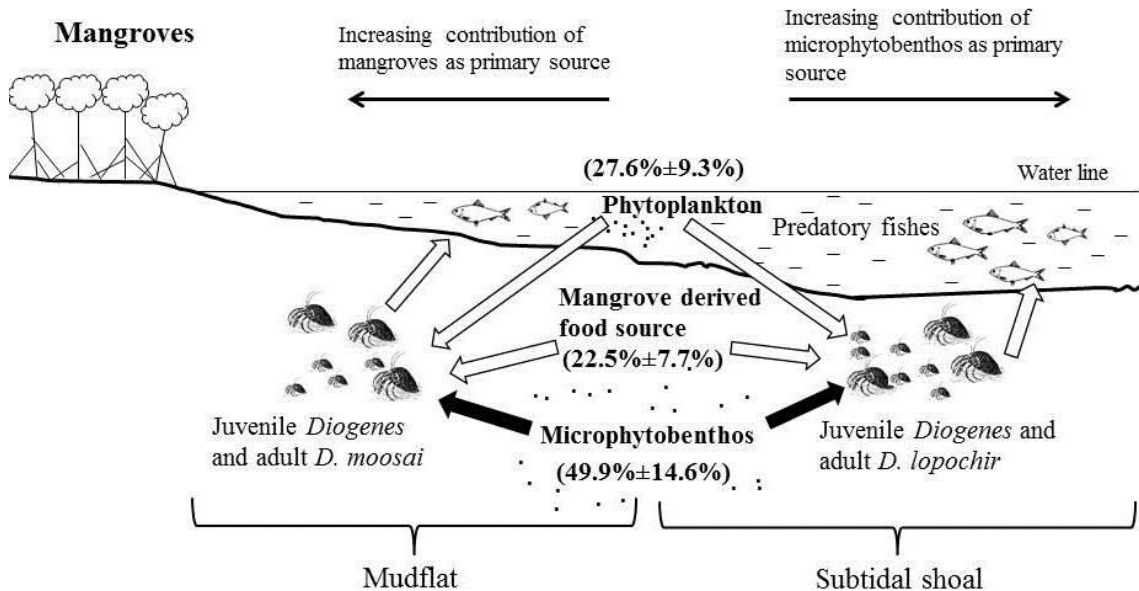 Mangroves
Increasing contribution of
mangroves as primary source
Increasing contribution of
microphytobenthos as primary
source
(27.6%±9.3%)
Water line
Phytoplankton
Predatory fishes
Mangrove derived
food source
(22.5%±7.7%)
Juvenile Diogenes
and adult D. moosai
Microphytobenthos
(49.9%±14.6%)
Juvenile Diogenes and
adult D. lopochir
Mudflat
Subtidal shoal